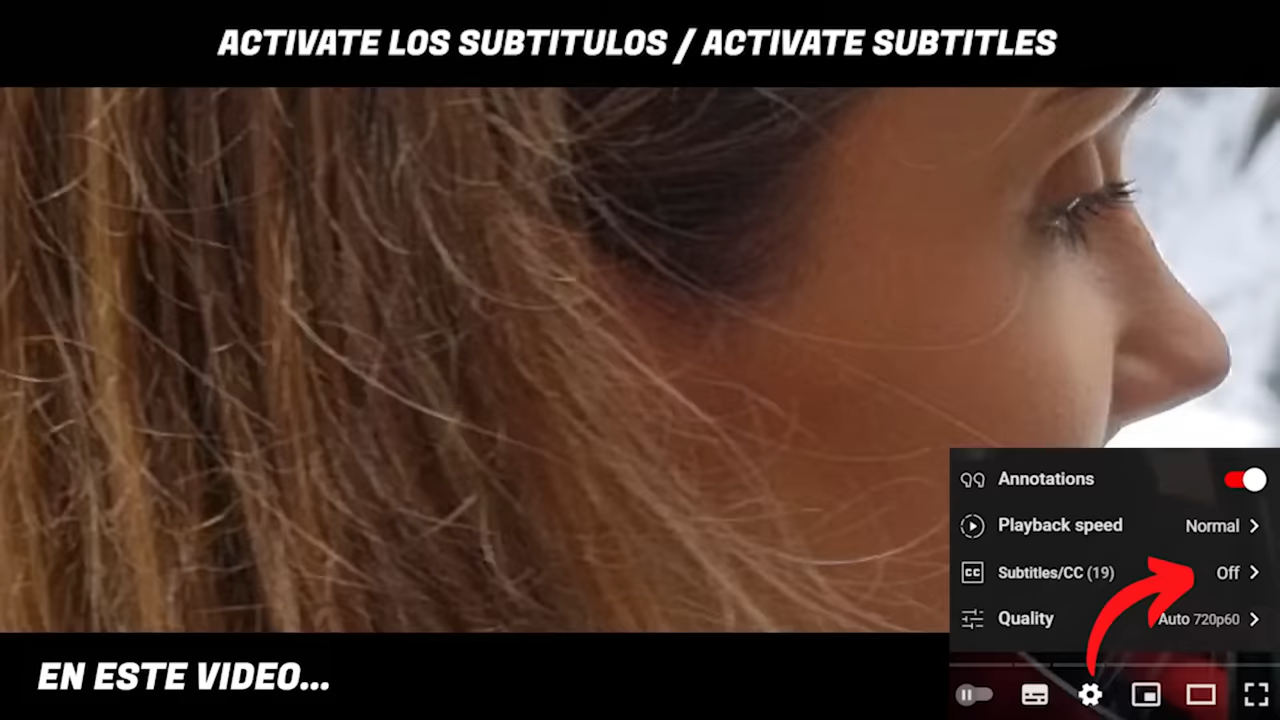 ACTIVATE LOS SUBTITULOS / ACTIVATE SUBTITLES
Annotations
Playback speed Normal
Subtitles/CC (19) Off
Quality Auto 720p60
EN ESTE VIDEO...